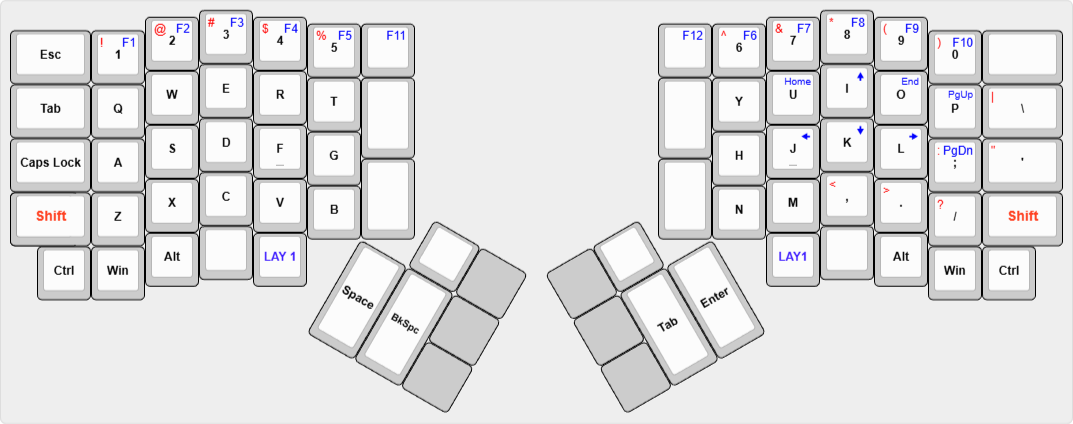 Esc ! F1 1 @ F2 2 # F3 3 $ F4 4 % F5 5 F11 F12 ^ F6 6 & F7 7 * F8 8 ( F9 9 ) F10 0
Tab Q W E R T Y Home U I End O PgUp P | \
Caps Lock A S D F _ G H J _ K L : PgDn ; " '
Shift Z X C V B N M < , > . ? / Shift
Ctrl Win Alt LAY 1 LAY1 Alt Win Ctrl
Space BkSpc Tab Enter